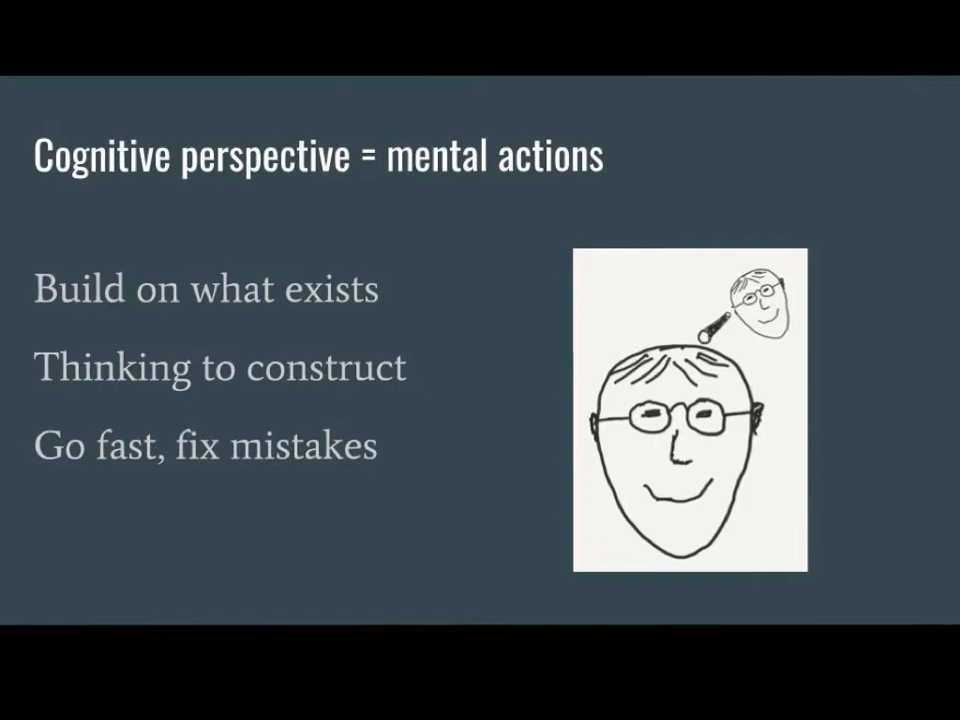 Cognitive perspective = mental actions
Build on what exists
Thinking to construct
Go fast, fix mistakes